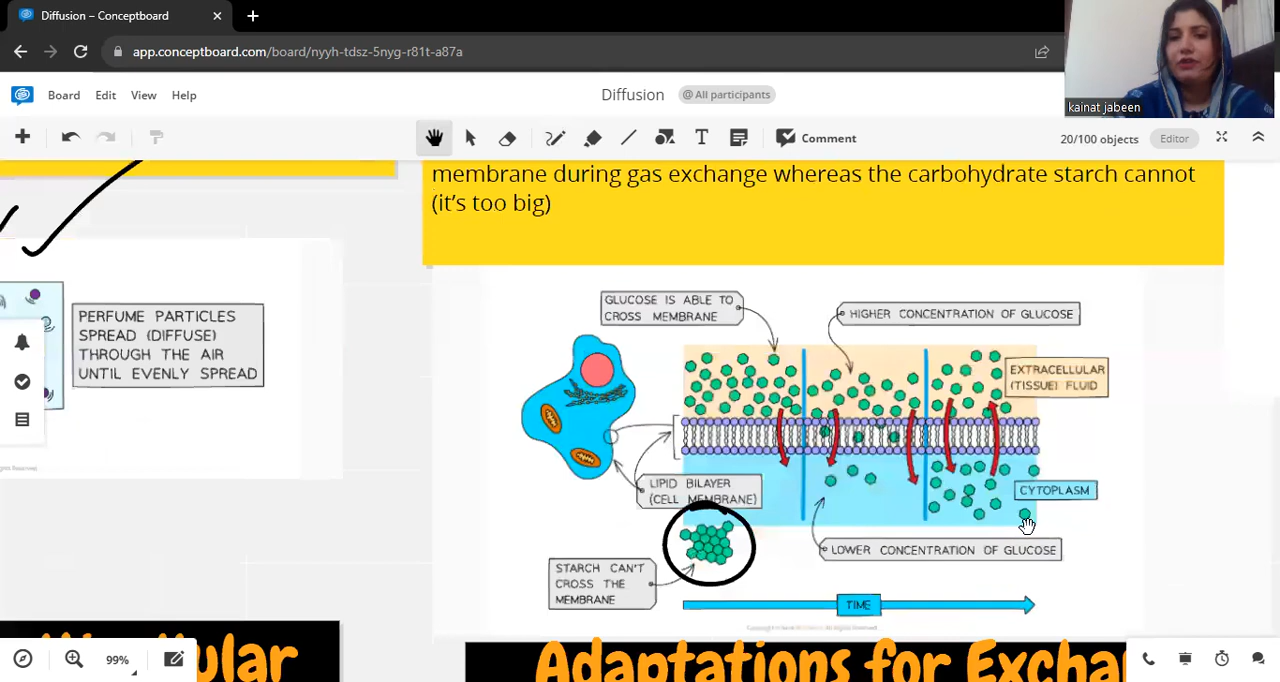 Diffusion – Conceptboard
app.conceptboard.com/board/nyyh-tdsz-5nyg-r81t-a87a
Board Edit View Help
Diffusion @ All participants
kainat jabeen
Comment
20/100 objects Editor
membrane during gas exchange whereas the carbohydrate starch cannot
(it's too big)
PERFUME PARTICLES
SPREAD (DIFFUSE)
THROUGH THE AIR
UNTIL EVENLY SPREAD
GLUCOSE IS ABLE TO
CROSS MEMBRANE
HIGHER CONCENTRATION OF GLUCOSE
EXTRACELLULAR
(TISSUE) FLUID
LIPID BILAYER
(CELL MEMBRANE)
CYTOPLASM
STARCH CAN'T
CROSS THE
MEMBRANE
LOWER CONCENTRATION OF GLUCOSE
TIME
Adaptations for
99%